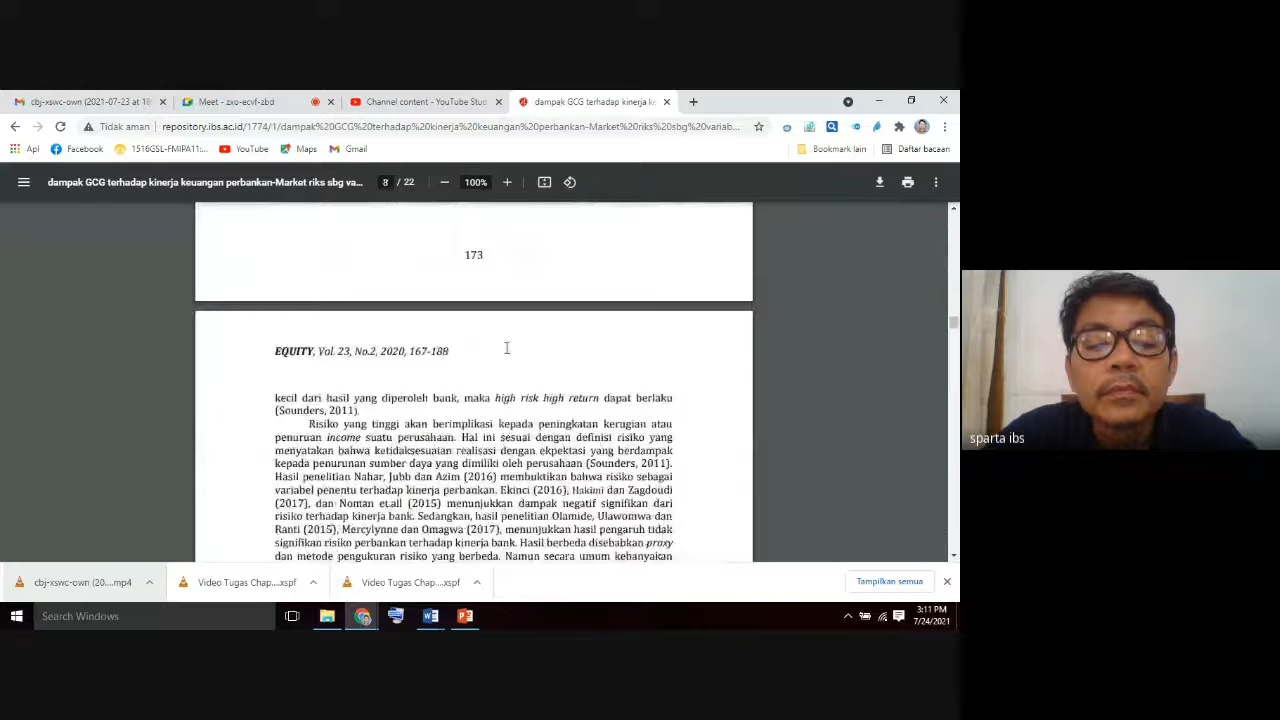 cbj-xswc-own (2021-07-23 at 18
Meet - zxo-ecvf-zbd
Channel content - YouTube Stud
dampak GCG terhadap kinerja ke
Tidak aman
repository.ibs.ac.id/1774/1/dampak%20GCG%20terhadap%20kinerja%20keuangan%20perbankan-Market%20riks%20sbg%20variab...
Apl
Facebook
1516GSL-FMIPA11:...
YouTube
Maps
Gmail
Bookmark lain
Daftar bacaan
dampak GCG terhadap kinerja keuangan perbankan-Market riks sbg va...
8 / 22
100%
173
EQUITY, Vol. 23, No.2, 2020, 167-188
kecil dari hasil yang diperoleh bank, maka high risk high return dapat berlaku
(Sounders, 2011).
Risiko yang tinggi akan berimplikasi kepada peningkatan kerugian atau
penuruan income suatu perusahaan. Hal ini sesuai dengan definisi risiko yang
menyatakan bahwa ketidaksesuaian realisasi dengan ekpektasi yang berdampak
kepada penurunan sumber daya yang dimiliki oleh perusahaan (Sounders, 2011).
Hasil penelitian Nahar, Jubb dan Azim (2016) membuktikan bahwa risiko sebagai
variabel penentu terhadap kinerja perbankan. Ekinci (2016), Hakimi dan Zagdoudi
(2017), dan Noman et.all (2015) menunjukkan dampak negatif signifikan dari
risiko terhadap kinerja bank. Sedangkan, hasil penelitian Olamide, Ulawomwa dan
Ranti (2015), Mercylynne dan Omagwa (2017), menunjukkan hasil pengaruh tidak
signifikan risiko perbankan terhadap kinerja bank. Hasil berbeda disebabkan proxy
dan metode pengukuran risiko yang berbeda. Namun secara umum kebanyakan
sparta ibs
cbj-xswc-own (20....mp4
Video Tugas Chap....xspf
Video Tugas Chap....xspf
Tampilkan semua
Search Windows
3:11 PM
7/24/2021